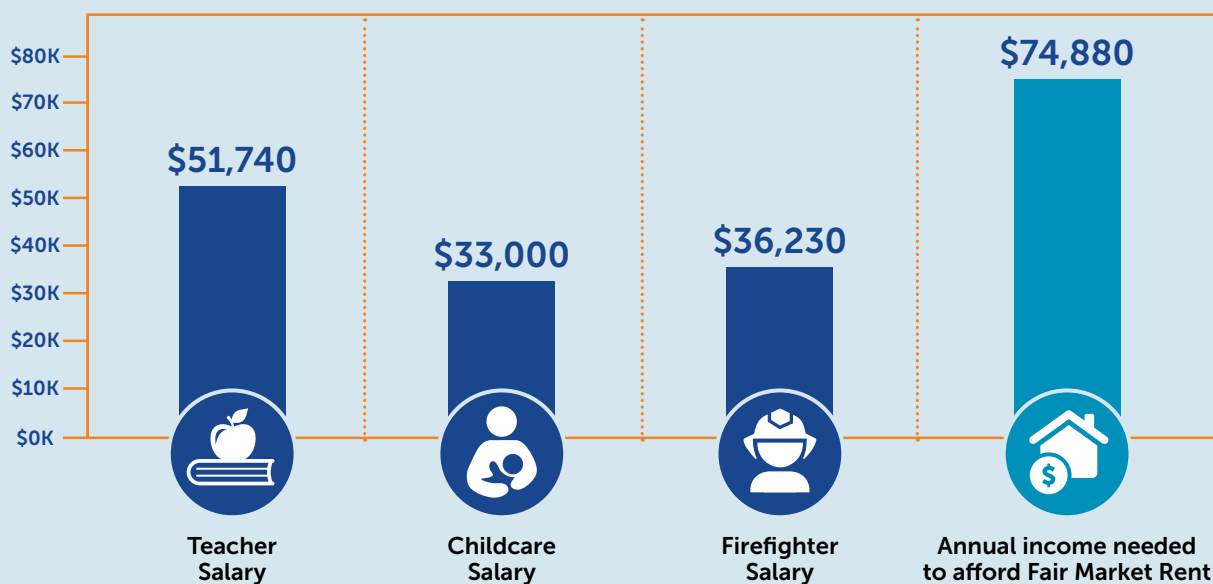 $80K
$70K
$60K
$50K
$40K
$30K
$20K
$10K
$0K
$51,740
$33,000
$36,230
$74,880
$
Teacher
Salary
Childcare
Salary
Firefighter
Salary
Annual income needed
to afford Fair Market Rent